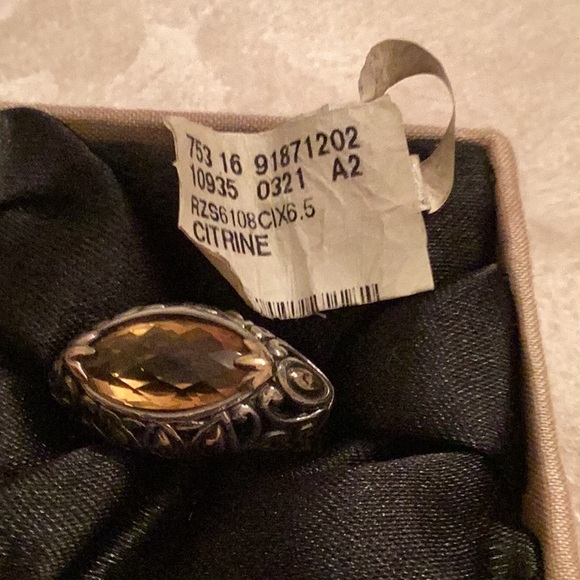 753 16 91871202
10935 0321 A2
RZS6108CIX6.5
CITRINE